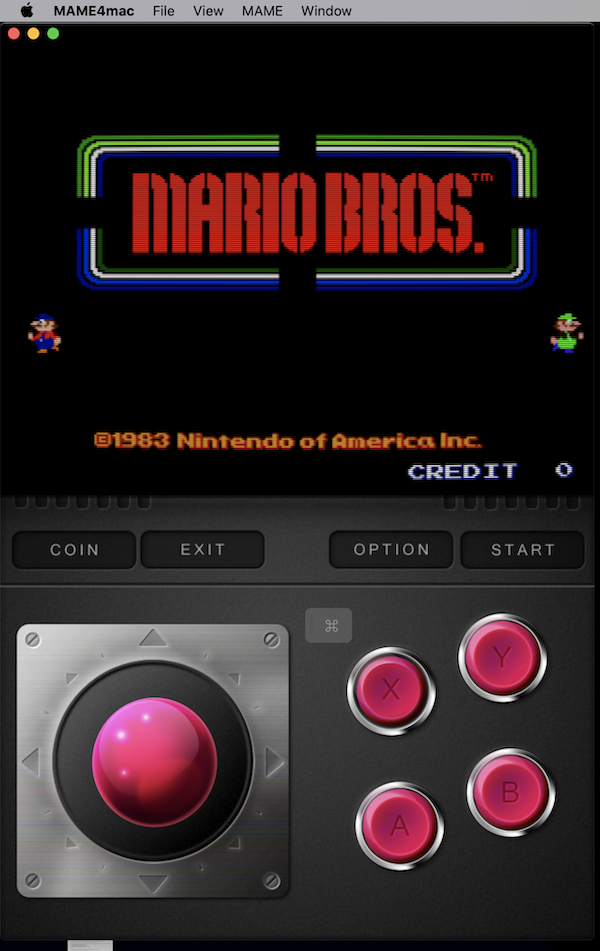 MAME4mac File View MAME Window
MARIO BROS.™
©1983 Nintendo of America Inc.
CREDIT 0
COIN EXIT OPTION START
⌘
Y
X
B
A